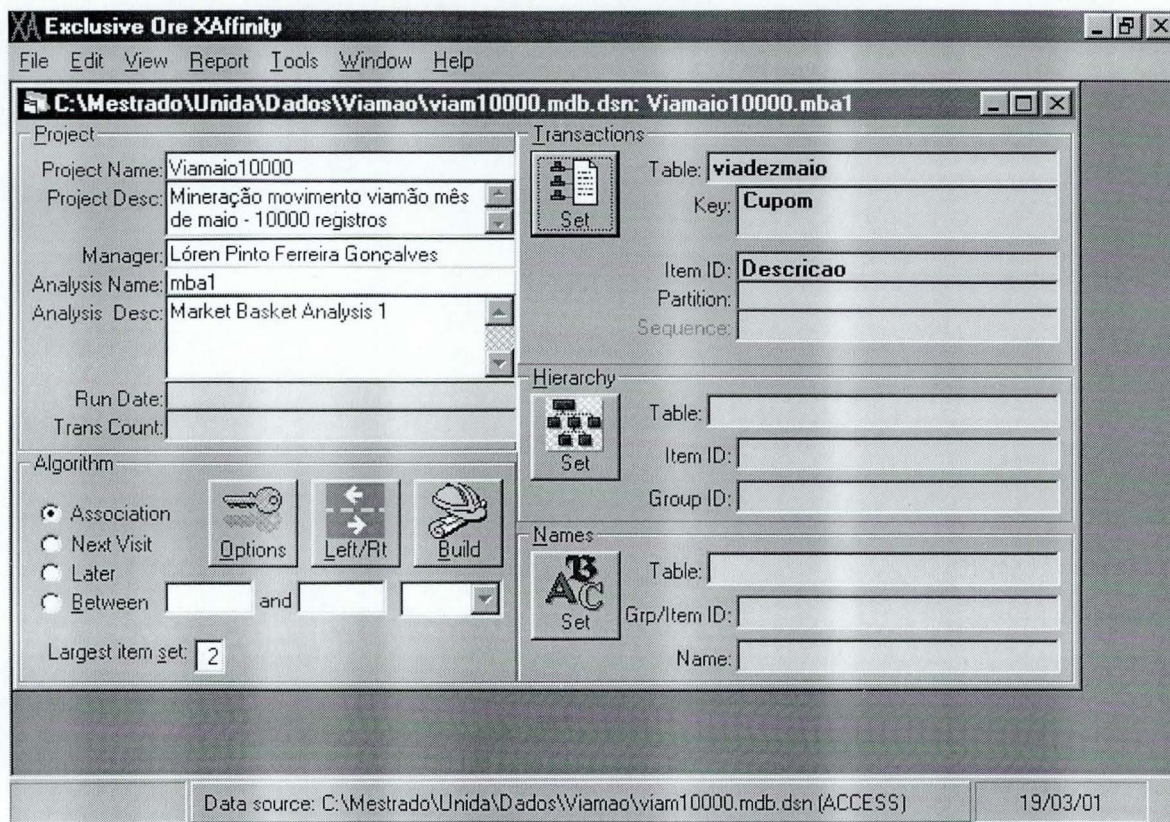 XA Exclusive Ore XAffinity
File Edit View Report Tools Window Help
C:\Mestrado\Unida\Dados\Viamao\viam10000.mdb.dsn: Viamaio10000.mba1
Project
Project Name: Viamaio10000
Project Desc: Mineração movimento viamão mês
de maio - 10000 registros
Manager: Lóren Pinto Ferreira Gonçalves
Analysis Name: mba1
Analysis Desc: Market Basket Analysis 1
Run Date:
Trans Count:
Algorithm
Association
Next Visit
Later
Between and
Options
Left/Rt
Build
Largest item set: 2
Transactions
Set
Table: viadezmaio
Key: Cupom
Item ID: Descricao
Partition:
Sequence:
Hierarchy
Set
Table:
Item ID:
Group ID:
Names
ABC
Set
Table:
Grp/Item ID:
Name:
Data source: C:\Mestrado\Unida\Dados\Viamao\viam10000.mdb.dsn (ACCESS) 19/03/01